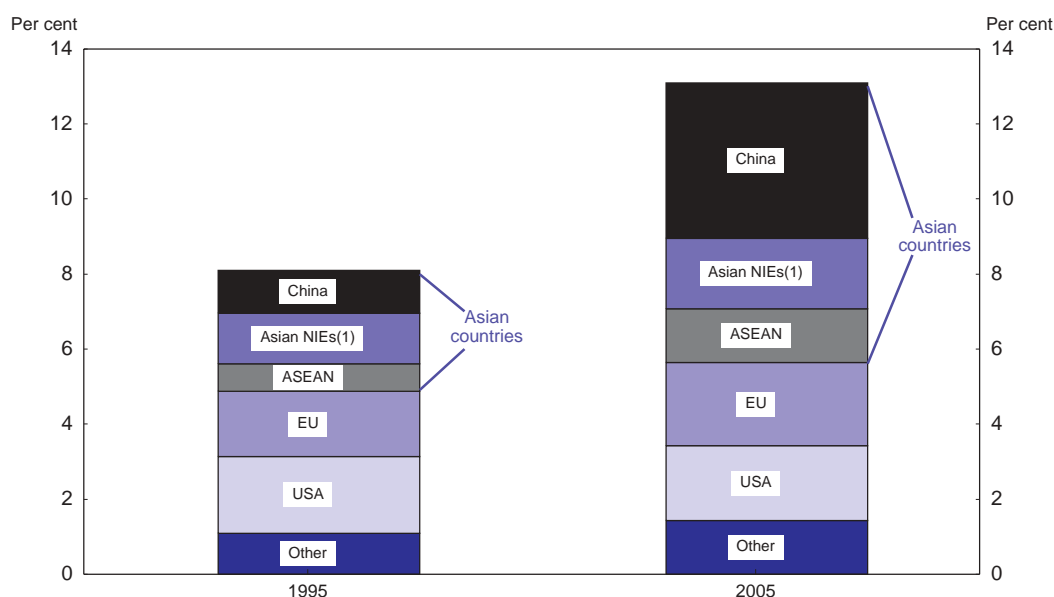 Per cent
Per cent
14
14
12
12
10
10
8
8
6
6
4
4
2
2
0
0
China
Asian NIEs(1)
ASEAN
EU
USA
Other
Asian
countries
China
Asian NIEs(1)
ASEAN
EU
USA
Other
Asian
countries
1995
2005